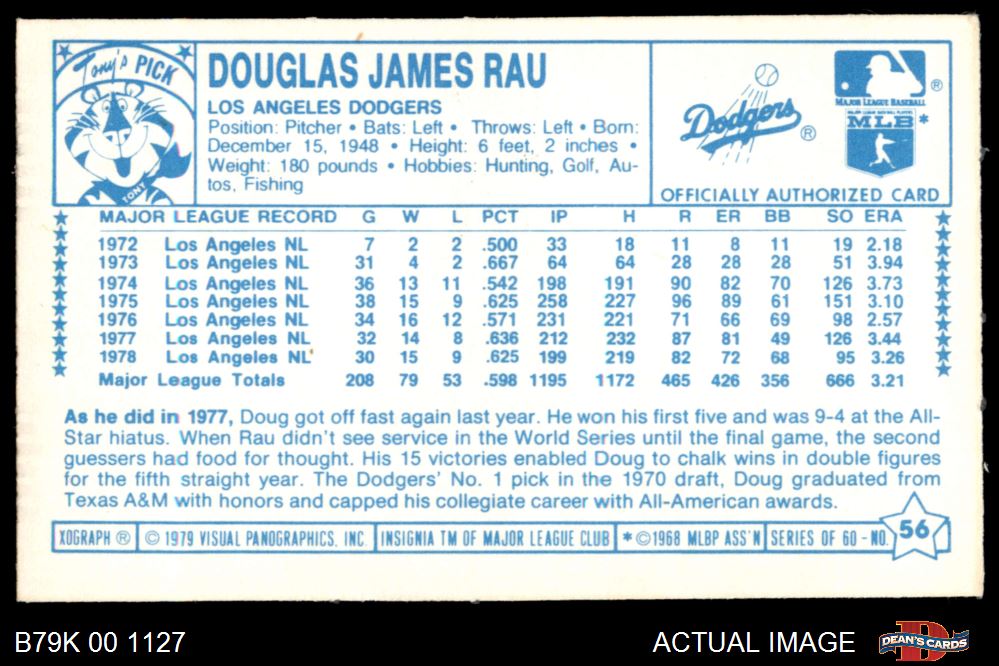 Tony's PICK
TONY
DOUGLAS JAMES RAU
LOS ANGELES DODGERS
Position: Pitcher • Bats: Left • Throws: Left • Born:
December 15, 1948 • Height: 6 feet, 2 inches •
Weight: 180 pounds • Hobbies: Hunting, Golf, Au-
tos, Fishing
Dodgers ®
®
MAJOR LEAGUE BASEBALL
MLB *
OFFICIALLY AUTHORIZED CARD
MAJOR LEAGUE RECORD G W L PCT IP H R ER BB SO ERA
1972 Los Angeles NL 7 2 2 .500 33 18 11 8 11 19 2.18
1973 Los Angeles NL 31 4 2 .667 64 64 28 28 28 51 3.94
1974 Los Angeles NL 36 13 11 .542 198 191 90 82 70 126 3.73
1975 Los Angeles NL 38 15 9 .625 258 227 96 89 61 151 3.10
1976 Los Angeles NL 34 16 12 .571 231 221 71 66 69 98 2.57
1977 Los Angeles NL 32 14 8 .636 212 232 87 81 49 126 3.44
1978 Los Angeles NL 30 15 9 .625 199 219 82 72 68 95 3.26
Major League Totals 208 79 53 .598 1195 1172 465 426 356 666 3.21
As he did in 1977, Doug got off fast again last year. He won his first five and was 9-4 at the All-
Star hiatus. When Rau didn't see service in the World Series until the final game, the second
guessers had food for thought. His 15 victories enabled Doug to chalk wins in double figures
for the fifth straight year. The Dodgers' No. 1 pick in the 1970 draft, Doug graduated from
Texas A&M with honors and capped his collegiate career with All-American awards.
XOGRAPH ® © 1979 VISUAL PANOGRAPHICS, INC. INSIGNIA TM OF MAJOR LEAGUE CLUB * ©1968 MLBP ASS'N SERIES OF 60 - NO. 56
B79K 00 1127
ACTUAL IMAGE
D
DEAN'S CARDS